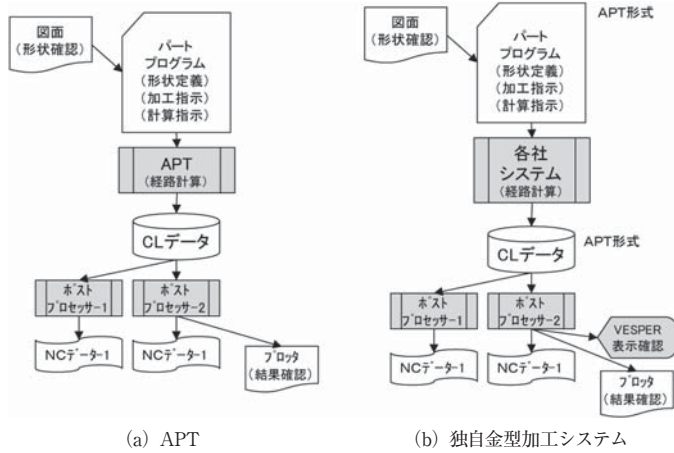 図面
(形状確認)
パート
プログラム
(形状定義)
(加工指示)
(計算指示)
APT
(経路計算)
CLデータ
ポスト
プロセッサー1
ポスト
プロセッサー2
NCデーター1
NCデーター1
プロッタ
(結果確認)
(a) APT
APT形式
図面
(形状確認)
パート
プログラム
(形状定義)
(加工指示)
(計算指示)
各社
システム
(経路計算)
CLデータ
APT形式
ポスト
プロセッサー1
ポスト
プロセッサー2
VESPER
表示確認
NCデーター1
NCデーター1
プロッタ
(結果確認)
(b) 独自金型加工システム